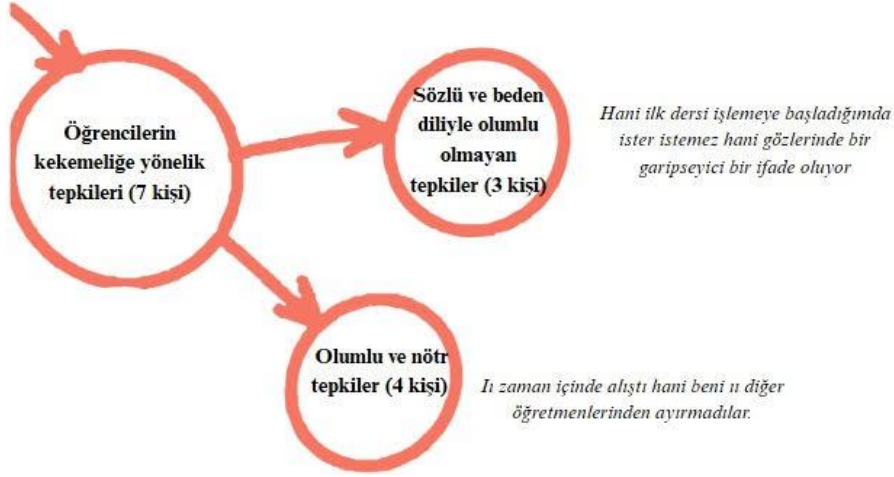 Öğrencilerin
kekemeliğe yönelik
tepkileri (7 kişi)
Sözlü ve beden
diliyle olumlu
olmayan
tepkiler (3 kişi)
Hani ilk dersi işlemeye başladığımda
ister istemez hani gözlerinde bir
garipseyici bir ifade oluyor
Olumlu ve nötr
tepkiler (4 kişi)
Iı zaman içinde alıştı hani beni ıı diğer
öğretmenlerinden ayırmadılar.